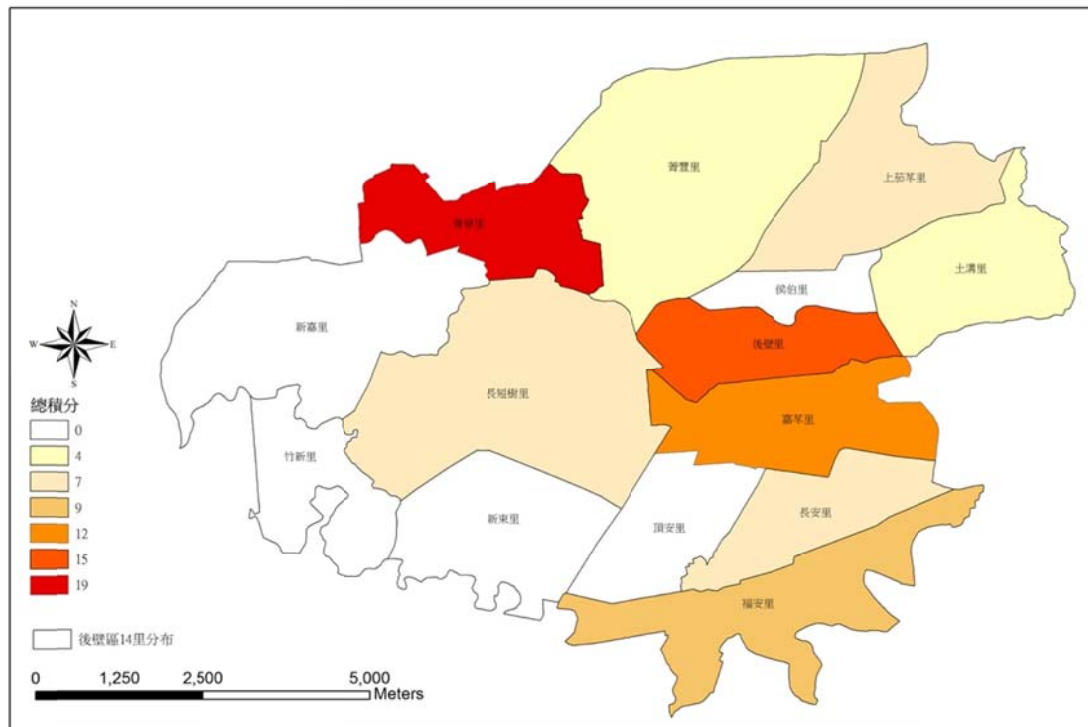 菁豐里
上茄苳里
土溝里
侯伯里
新嘉里
後壁里
長短樹里
嘉苳里
竹新里
新東里
頂安里
長安里
福安里
N
W
E
S
總積分
0
4
7
9
12
15
19
後壁區14里分布
0 1,250 2,500 5,000
Meters